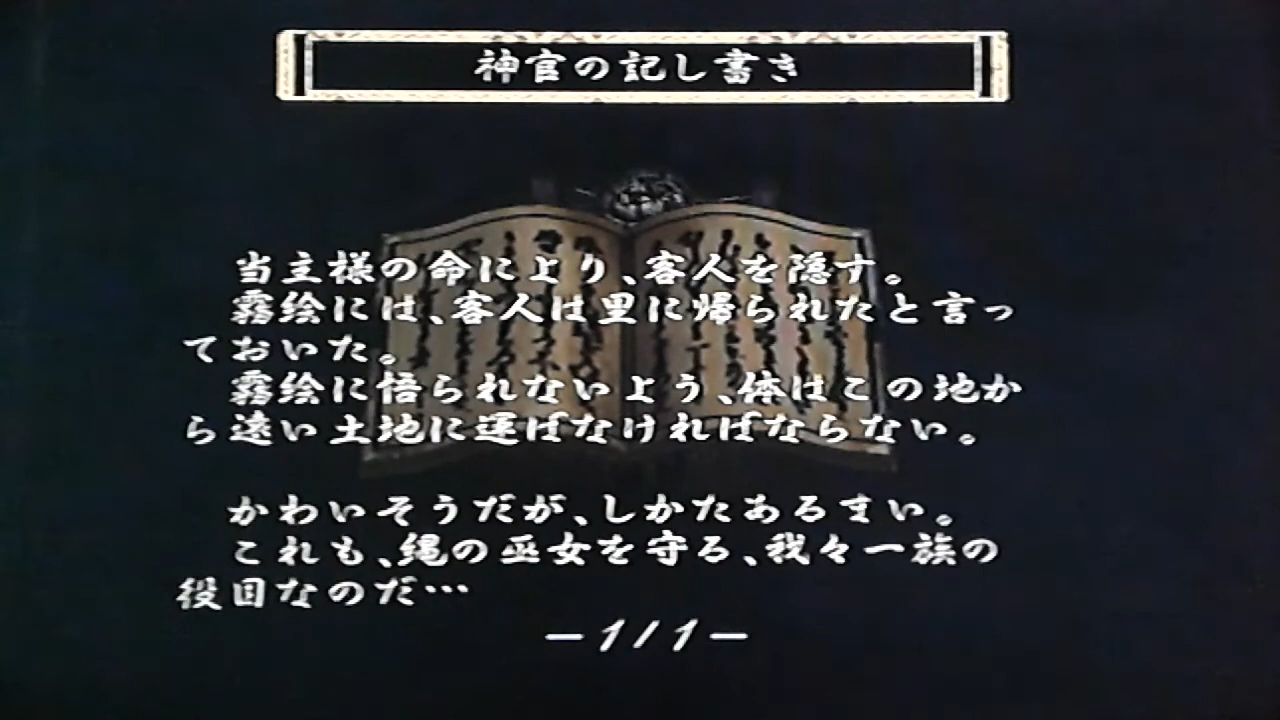 神官の記し書き
当主様の命により、客人を隠す。
霧絵には、客人は里に帰られたと言っ
ておいた。
霧絵に悟られないよう、体はこの地か
ら遠い土地に運ばなければならない。
かわいそうだが、しかたあるまい。
これも、縄の巫女を守る、我々一族の
役目なのだ…
－1/1－